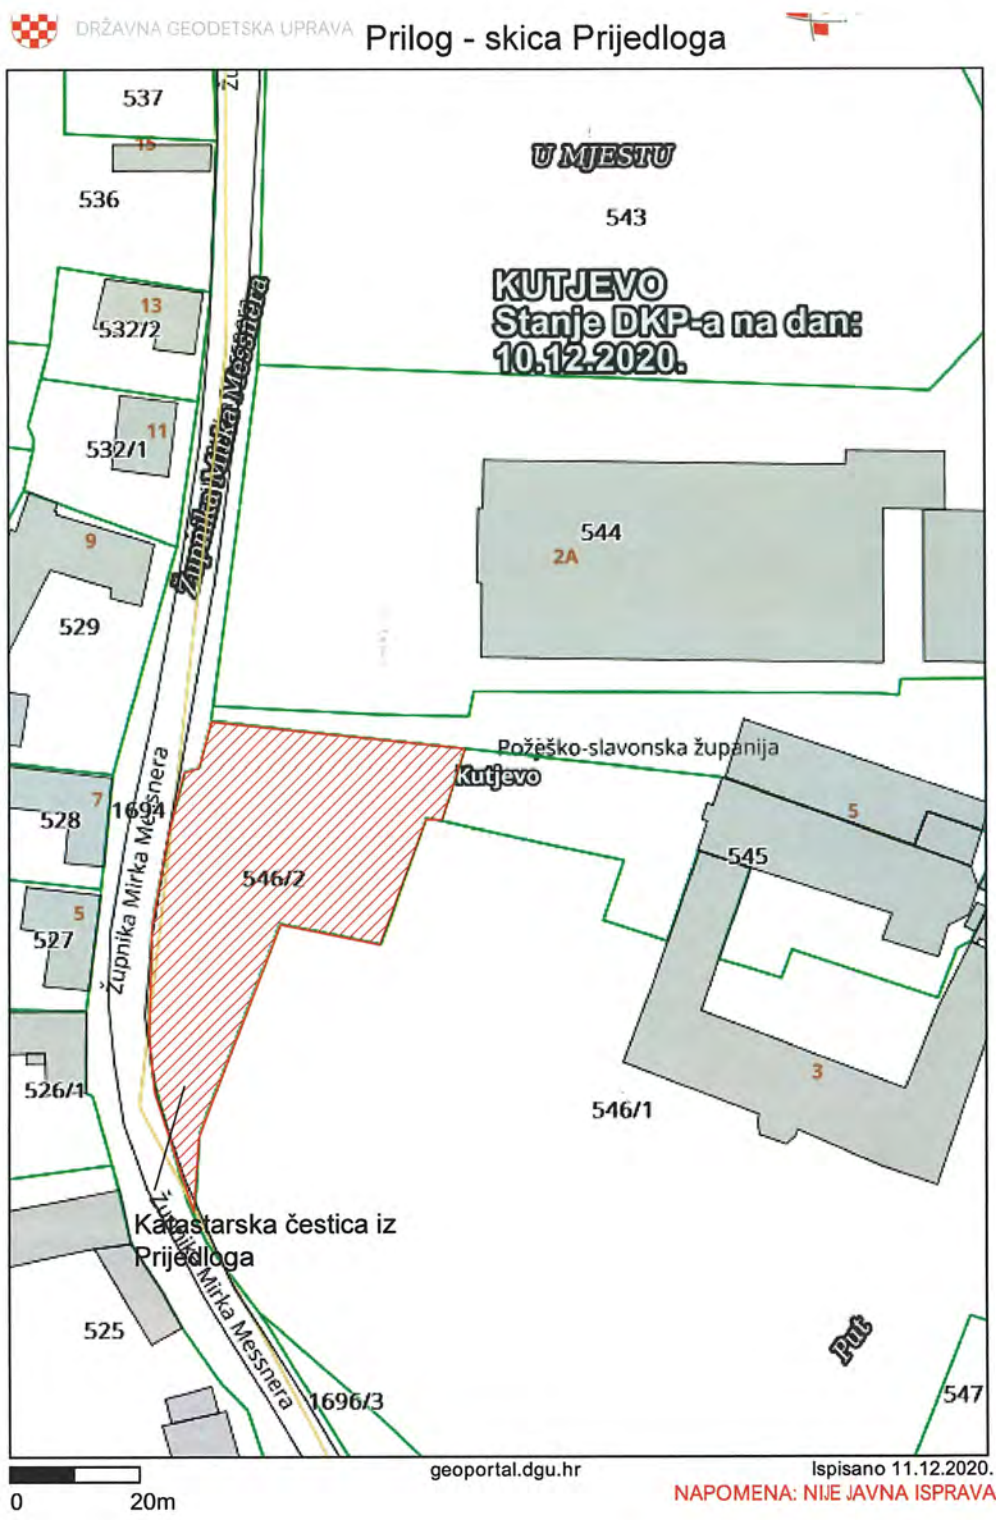 DRŽAVNA GEODETSKA UPRAVA
Prilog - skica Prijedloga
537
15
536
U MJESTU
543
KUTJEVO
Stanje DKP-a na dan:
10.12.2020.
13
532/2
Župnika Mirka Messnera
11
532/1
9
544
2A
529
Požeško-slavonska županija
Kutjevo
7
1694
528
5
545
546/2
Župnika Mirka Messnera
5
527
3
526/1
546/1
Katastarska čestica iz
Prijedloga
Župnika Mirka Messnera
525
Put
547
1696/3
0 20m
geoportal.dgu.hr
Ispisano 11.12.2020.
NAPOMENA: NIJE JAVNA ISPRAVA